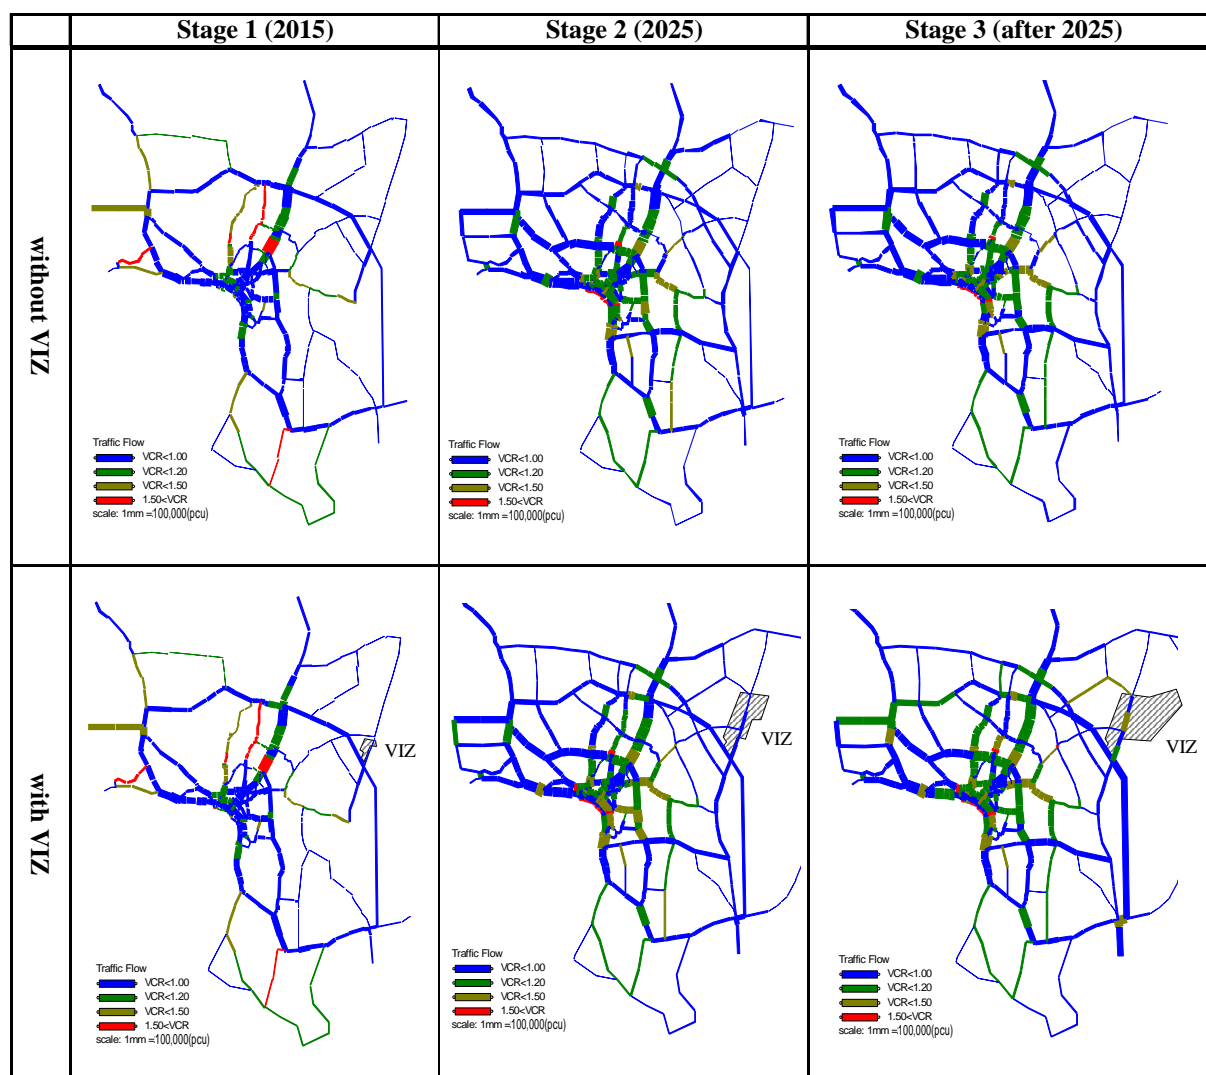 Stage 1 (2015)
Stage 2 (2025)
Stage 3 (after 2025)
without VIZ
Traffic Flow
VCR<1.00
VCR<1.20
VCR<1.50
1.50<VCR
scale: 1mm =100,000(pcu)
Traffic Flow
VCR<1.00
VCR<1.20
VCR<1.50
1.50<VCR
scale: 1mm =100,000(pcu)
Traffic Flow
VCR<1.00
VCR<1.20
VCR<1.50
1.50<VCR
scale: 1mm =100,000(pcu)
with VIZ
VIZ
Traffic Flow
VCR<1.00
VCR<1.20
VCR<1.50
1.50<VCR
scale: 1mm =100,000(pcu)
VIZ
Traffic Flow
VCR<1.00
VCR<1.20
VCR<1.50
1.50<VCR
scale: 1mm =100,000(pcu)
VIZ
Traffic Flow
VCR<1.00
VCR<1.20
VCR<1.50
1.50<VCR
scale: 1mm =100,000(pcu)